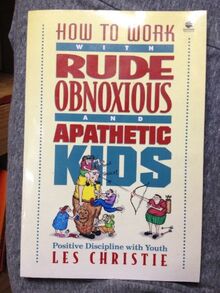 HOW TO WORK
WITH
RUDE
OBNOXIOUS
AND
APATHETIC
KIDS
Positive Discipline with Youth
LES CHRISTIE